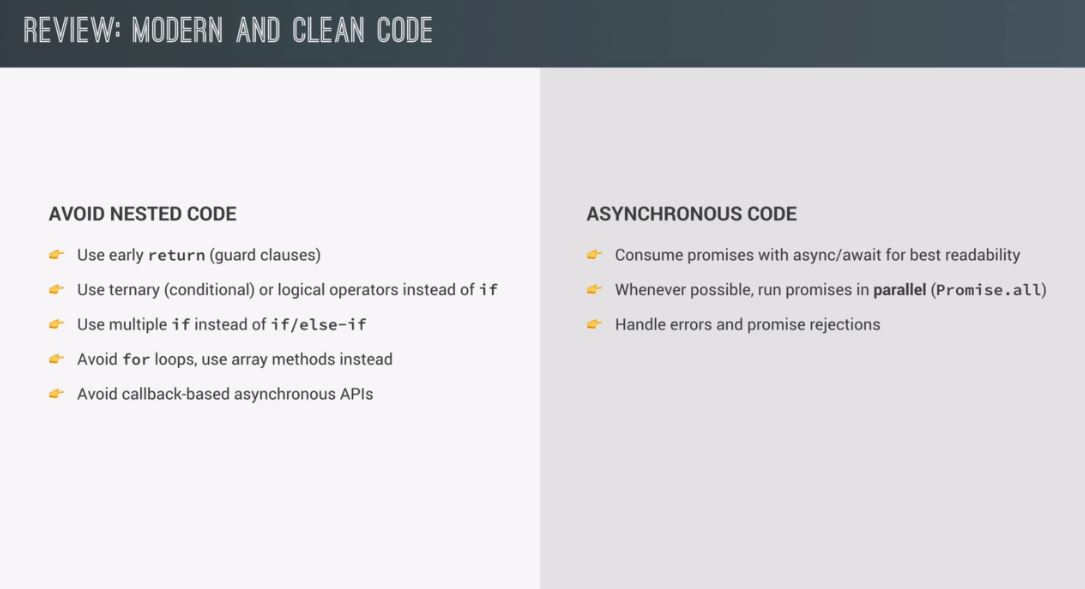 REVIEW: MODERN AND CLEAN CODE
AVOID NESTED CODE
👉 Use early return (guard clauses)
👉 Use ternary (conditional) or logical operators instead of if
👉 Use multiple if instead of if/else-if
👉 Avoid for loops, use array methods instead
👉 Avoid callback-based asynchronous APIs
ASYNCHRONOUS CODE
👉 Consume promises with async/await for best readability
👉 Whenever possible, run promises in parallel (Promise.all)
👉 Handle errors and promise rejections